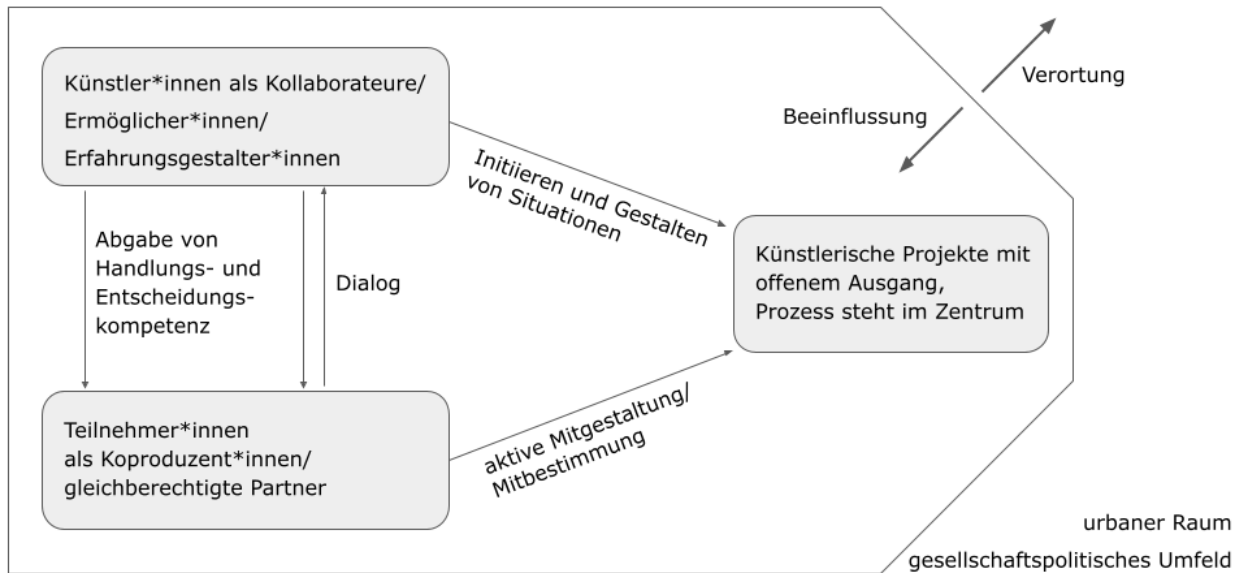 Künstler*innen als Kollaborateure/
Ermöglicher*innen/
Erfahrungsgestalter*innen
Verortung
Beeinflussung
Initiieren und Gestalten
von Situationen
Abgabe von
Handlungs- und
Entscheidungs-
kompetenz
Dialog
Künstlerische Projekte mit
offenem Ausgang,
Prozess steht im Zentrum
Teilnehmer*innen
als Koproduzent*innen/
gleichberechtigte Partner
aktive Mitgestaltung/
Mitbestimmung
urbaner Raum
gesellschaftspolitisches Umfeld